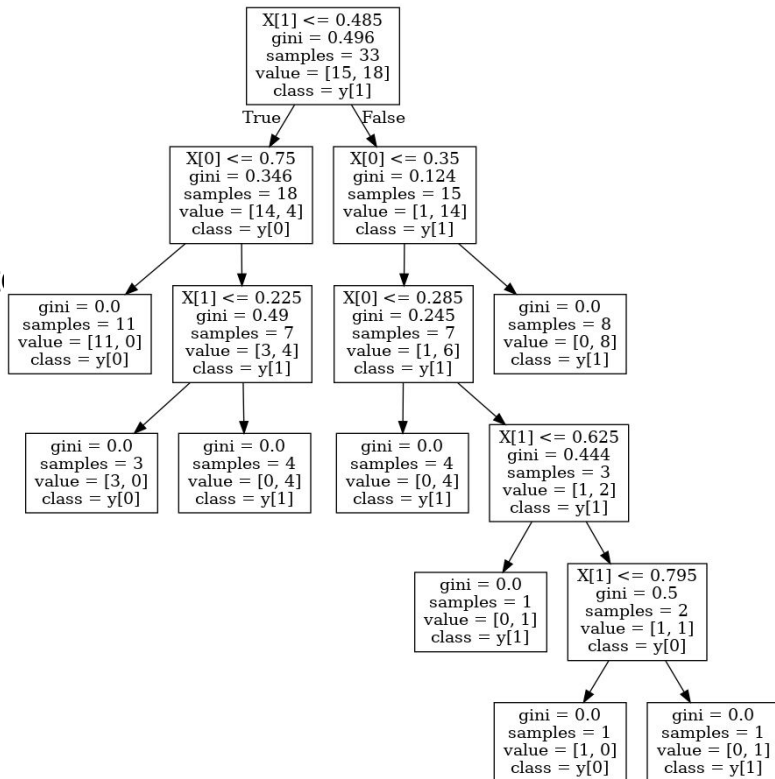 X[1] <= 0.485
gini = 0.496
samples = 33
value = [15, 18]
class = y[1]
True
False
X[0] <= 0.75
gini = 0.346
samples = 18
value = [14, 4]
class = y[0]
X[0] <= 0.35
gini = 0.124
samples = 15
value = [1, 14]
class = y[1]
gini = 0.0
samples = 11
value = [11, 0]
class = y[0]
X[1] <= 0.225
gini = 0.49
samples = 7
value = [3, 4]
class = y[1]
X[0] <= 0.285
gini = 0.245
samples = 7
value = [1, 6]
class = y[1]
gini = 0.0
samples = 8
value = [0, 8]
class = y[1]
gini = 0.0
samples = 3
value = [3, 0]
class = y[0]
gini = 0.0
samples = 4
value = [0, 4]
class = y[1]
gini = 0.0
samples = 4
value = [0, 4]
class = y[1]
X[1] <= 0.625
gini = 0.444
samples = 3
value = [1, 2]
class = y[1]
gini = 0.0
samples = 1
value = [0, 1]
class = y[1]
X[1] <= 0.795
gini = 0.5
samples = 2
value = [1, 1]
class = y[0]
gini = 0.0
samples = 1
value = [1, 0]
class = y[0]
gini = 0.0
samples = 1
value = [0, 1]
class = y[1]